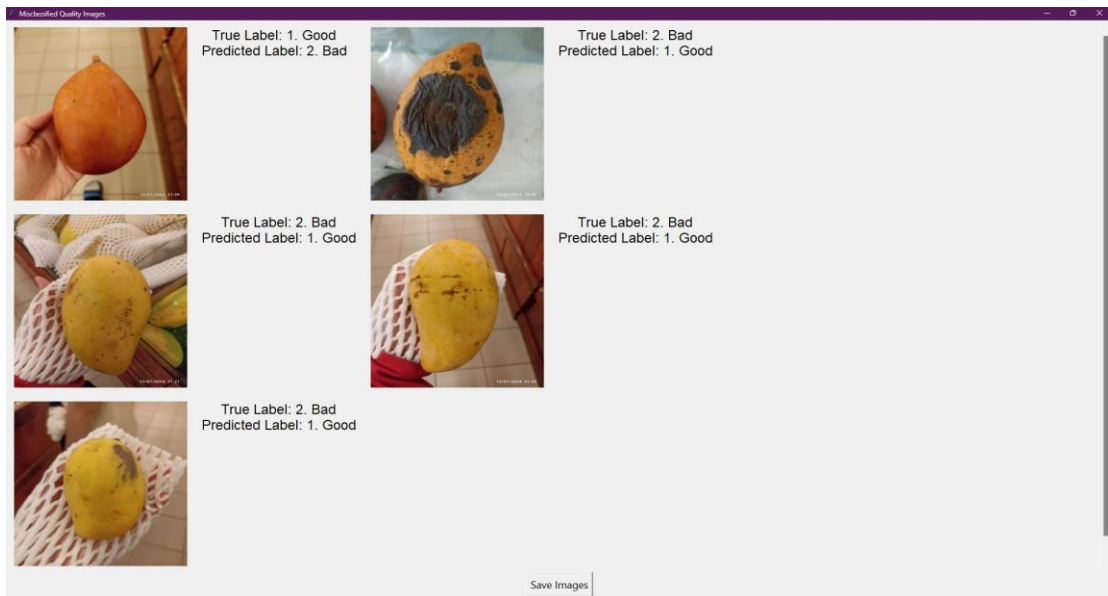 Misclassified Quality Images
True Label: 1. Good
Predicted Label: 2. Bad
True Label: 2. Bad
Predicted Label: 1. Good
True Label: 2. Bad
Predicted Label: 1. Good
True Label: 2. Bad
Predicted Label: 1. Good
True Label: 2. Bad
Predicted Label: 1. Good
Save Images